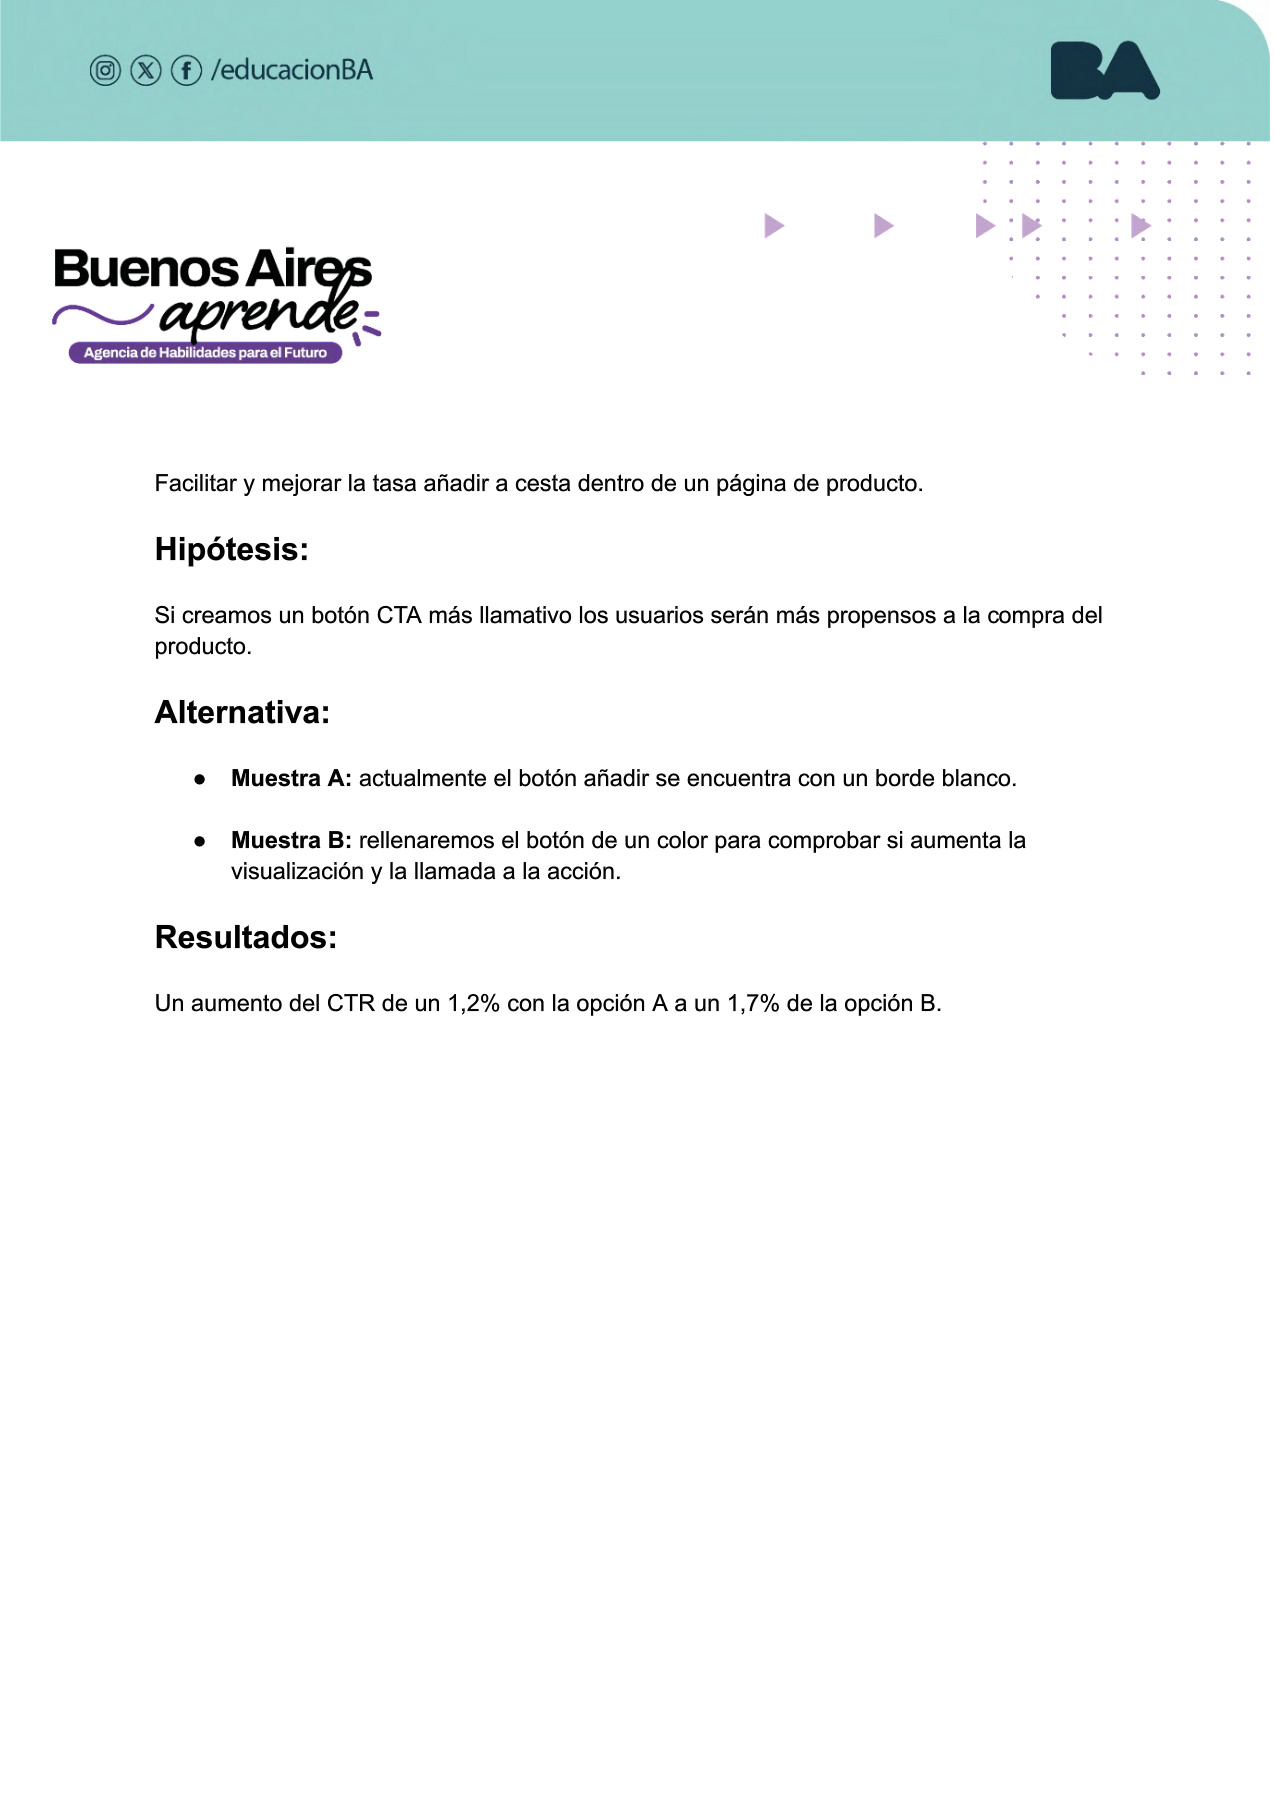 /educacionBA
BA
Buenos Aires
aprende
Agencia de Habilidades para el Futuro
Facilitar y mejorar la tasa añadir a cesta dentro de un página de producto.
Hipótesis:
Si creamos un botón CTA más llamativo los usuarios serán más propensos a la compra del
producto.
Alternativa:
● Muestra A: actualmente el botón añadir se encuentra con un borde blanco.
● Muestra B: rellenaremos el botón de un color para comprobar si aumenta la
visualización y la llamada a la acción.
Resultados:
Un aumento del CTR de un 1,2% con la opción A a un 1,7% de la opción B.